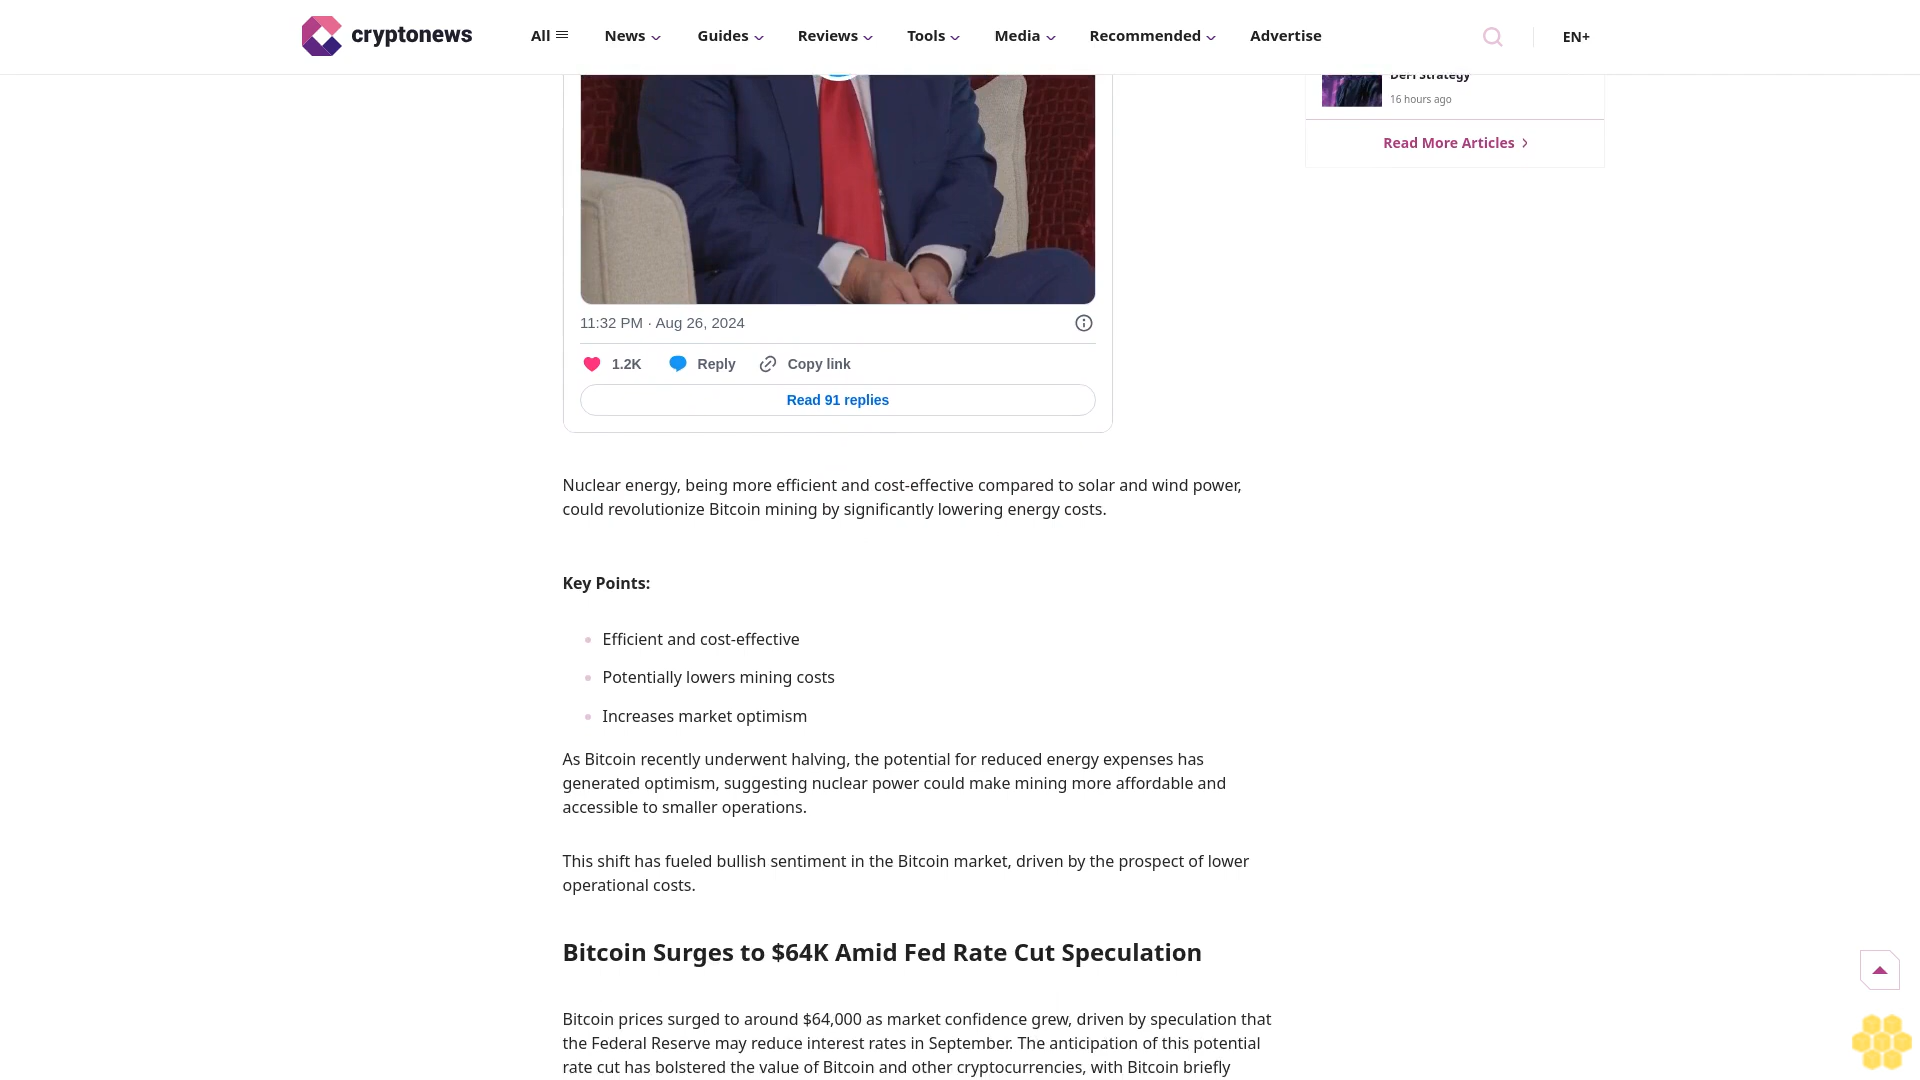 cryptonews
All
News
Guides
Reviews
Tools
Media
Recommended
Advertise
EN+
DeFi Strategy
16 hours ago
Read More Articles
11:32 PM · Aug 26, 2024
1.2K
Reply
Copy link
Read 91 replies
Nuclear energy, being more efficient and cost-effective compared to solar and wind power,
could revolutionize Bitcoin mining by significantly lowering energy costs.
Key Points:
Efficient and cost-effective
Potentially lowers mining costs
Increases market optimism
As Bitcoin recently underwent halving, the potential for reduced energy expenses has
generated optimism, suggesting nuclear power could make mining more affordable and
accessible to smaller operations.
This shift has fueled bullish sentiment in the Bitcoin market, driven by the prospect of lower
operational costs.
Bitcoin Surges to $64K Amid Fed Rate Cut Speculation
Bitcoin prices surged to around $64,000 as market confidence grew, driven by speculation that
the Federal Reserve may reduce interest rates in September. The anticipation of this potential
rate cut has bolstered the value of Bitcoin and other cryptocurrencies, with Bitcoin briefly